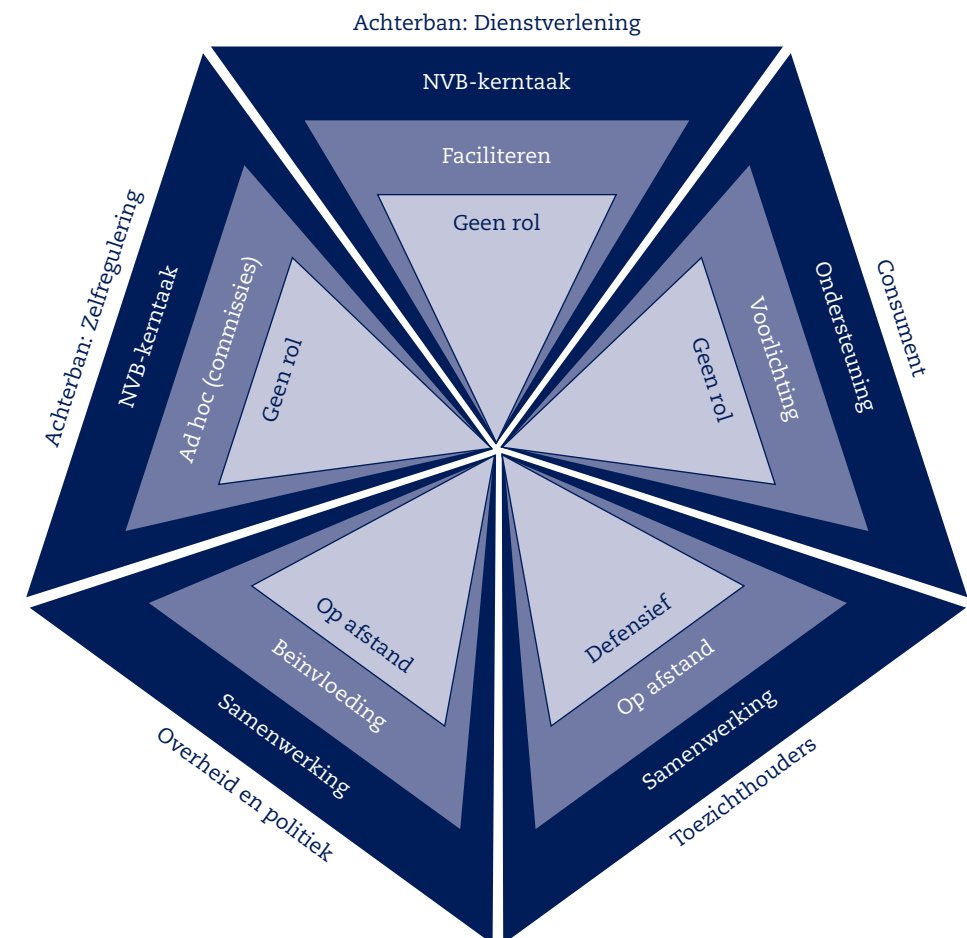 Achterban: Dienstverlening
NVB-kerntaak
Faciliteren
Geen rol
Consument
Ondersteuning
Voorlichting
Geen rol
Toezichthouders
Samenwerking
Op afstand
Defensief
Overheid en politiek
Samenwerking
Beïnvloeding
Op afstand
Achterban: Zelfregulering
NVB-kerntaak
Ad hoc (commissies)
Geen rol